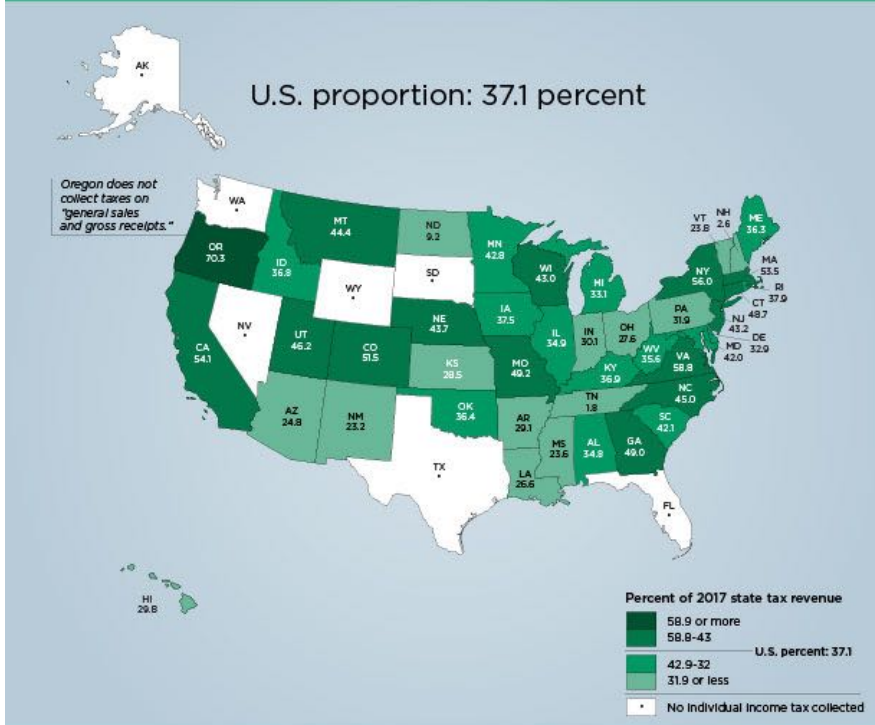 AK
U.S. proportion: 37.1 percent
Oregon does not
collect taxes on
"general sales
and gross receipts."
WA
MT
44.4
ND
9.2
MN
42.8
VT
23.8
NH
2.6
ME
36.3
OR
70.3
ID
36.8
SD
WI
43.0
MI
33.1
NY
56.0
MA
53.5
RI
37.9
CT
48.7
WY
NE
43.7
IA
37.5
IL
34.9
IN
30.1
OH
27.6
PA
31.9
NJ
43.2
DE
32.9
MD
42.0
NV
UT
46.2
CO
51.5
KS
28.5
MO
49.2
KY
36.9
WV
35.6
VA
58.8
CA
54.1
AZ
24.8
NM
23.2
OK
36.4
AR
29.1
TN
1.8
NC
45.0
SC
42.1
TX
LA
26.6
MS
23.6
AL
34.8
GA
49.0
FL
HI
29.8
Percent of 2017 state tax revenue
58.9 or more
58.8-43
U.S. percent: 37.1
42.9-32
31.9 or less
No individual income tax collected